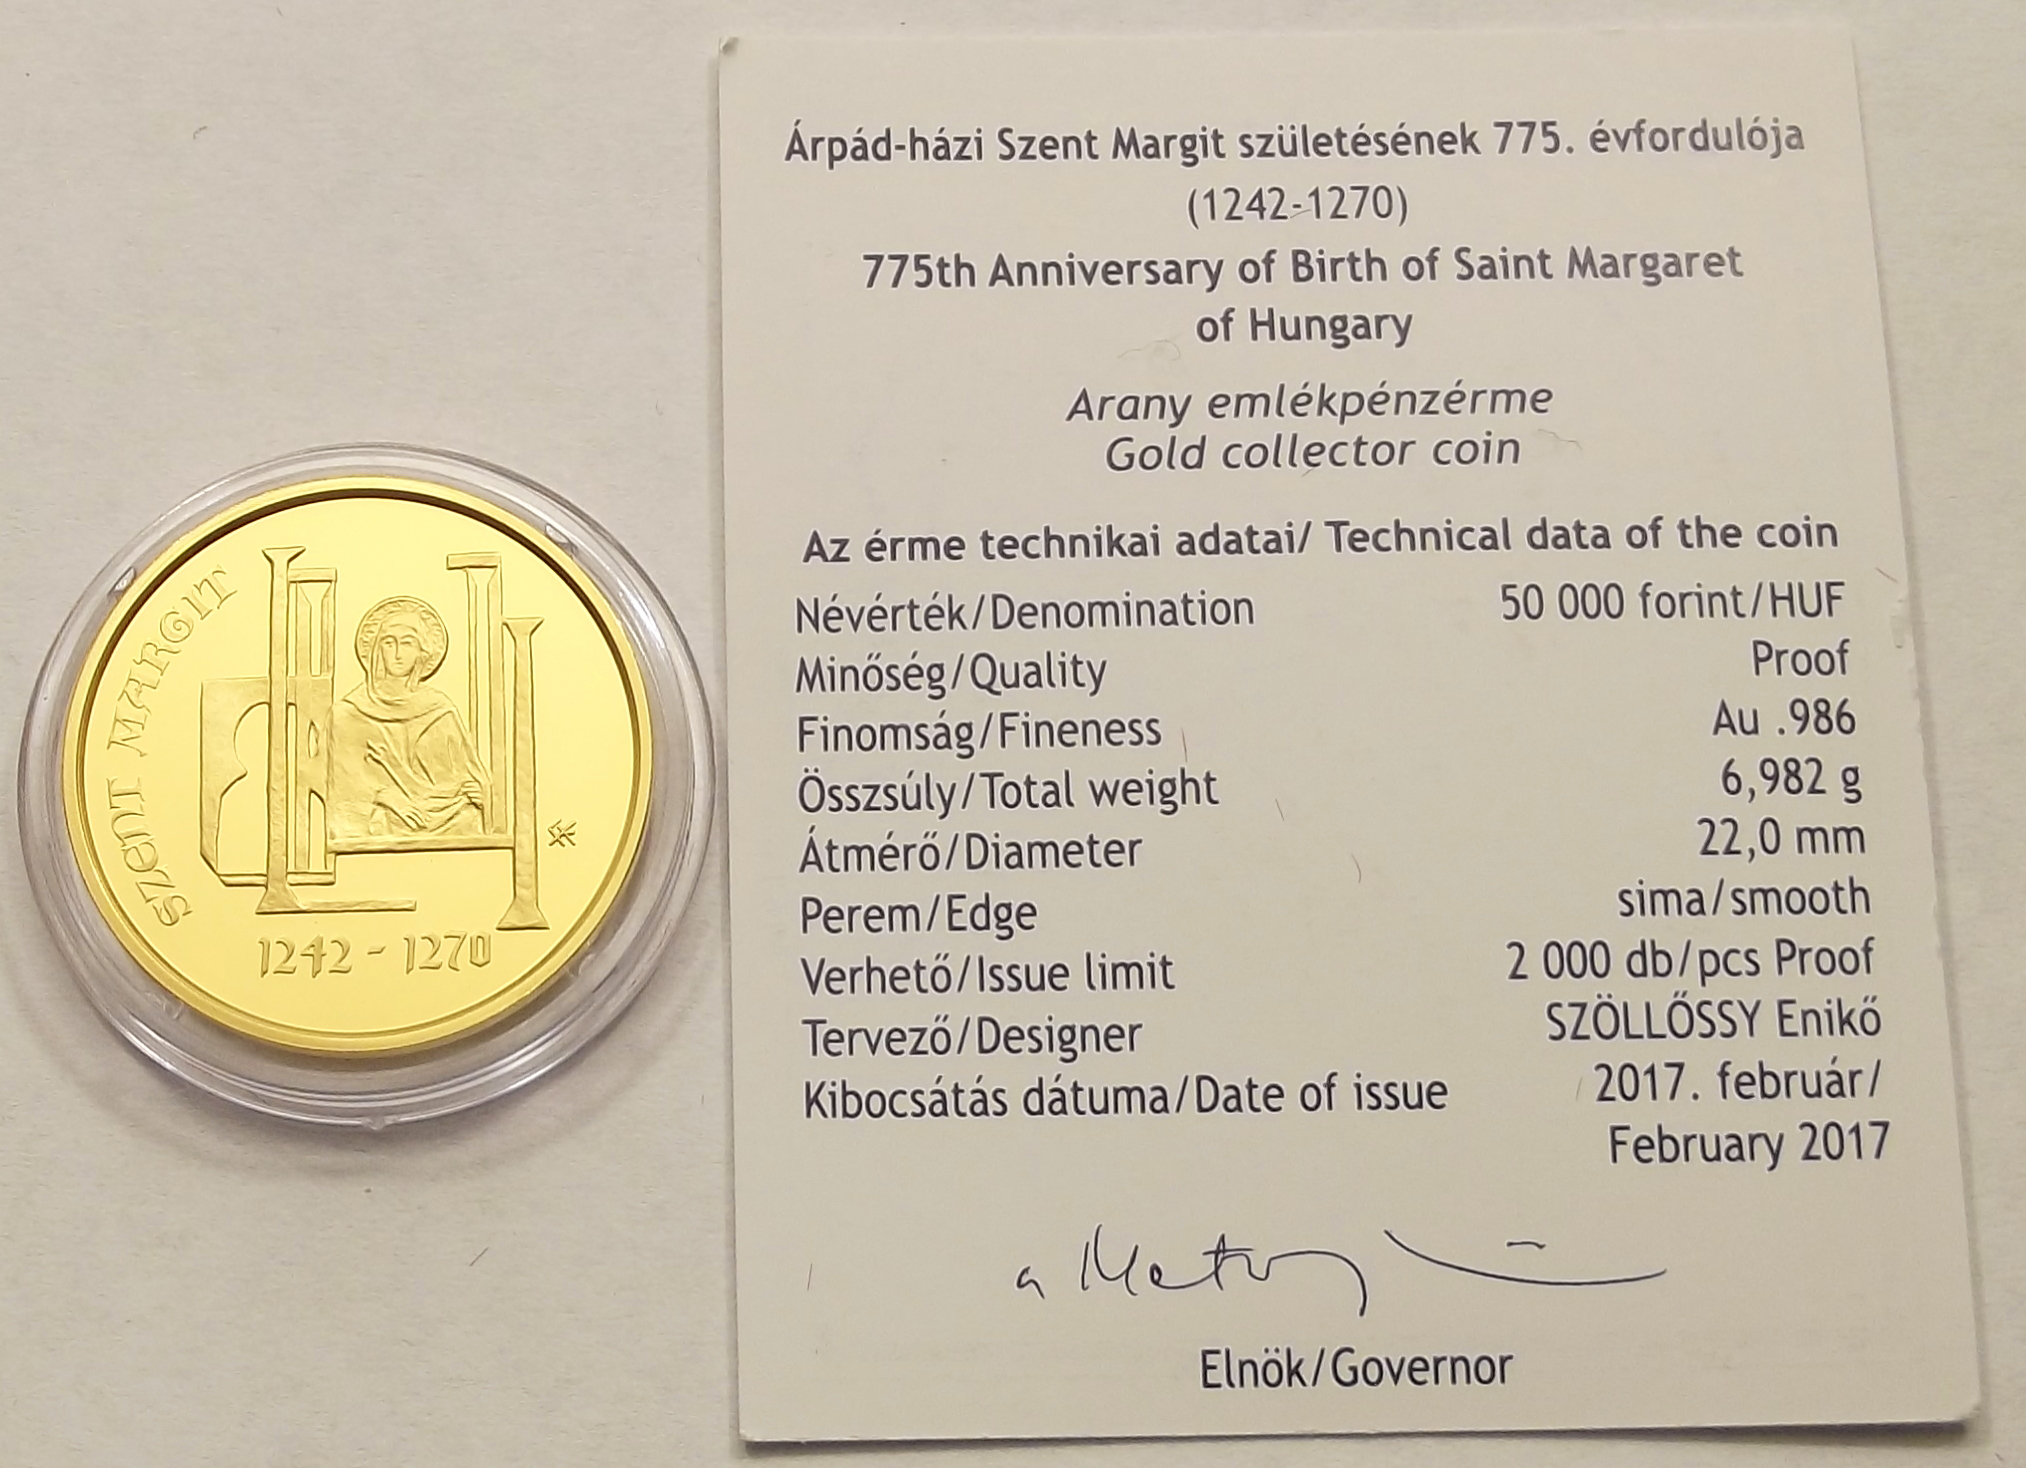 SZENT MARGIT
1242 - 1270
Árpád-házi Szent Margit születésének 775. évfordulója
(1242-1270)
775th Anniversary of Birth of Saint Margaret
of Hungary
Arany emlékpénzérme
Gold collector coin
Az érme technikai adatai/ Technical data of the coin
Névérték/Denomination 50 000 forint/HUF
Minőség/Quality Proof
Finomság/Fineness Au .986
Összsúly/Total weight 6,982 g
Átmérő/Diameter 22,0 mm
Perem/Edge sima/smooth
Verhető/Issue limit 2 000 db/pcs Proof
Tervező/Designer SZÖLLŐSSY Enikő
Kibocsátás dátuma/Date of issue 2017. február/
February 2017
Elnök/Governor